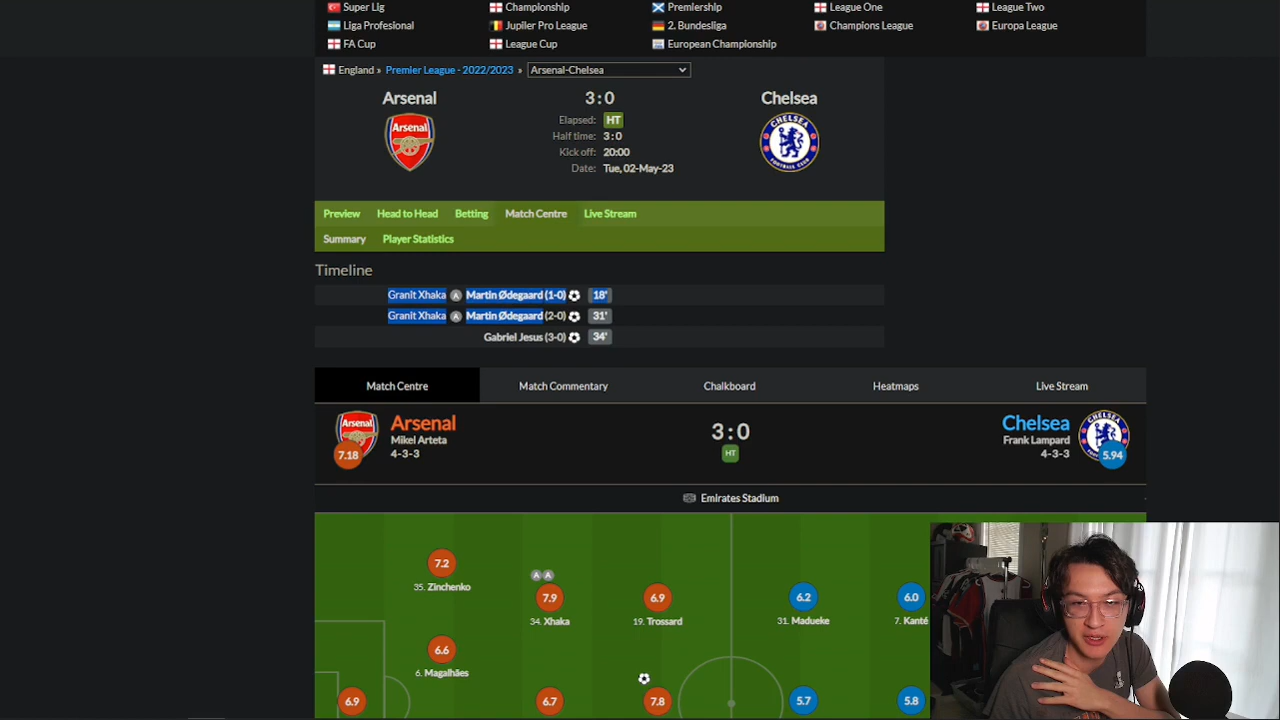 Super Lig Championship Premiership League One League Two
Liga Profesional Jupiler Pro League 2. Bundesliga Champions League Europa League
FA Cup League Cup European Championship
England » Premier League - 2022/2023 » Arsenal-Chelsea
Arsenal 3 : 0 Chelsea
Arsenal
CHELSEA
FOOTBALL CLUB
Elapsed: HT
Half time: 3 : 0
Kick off: 20:00
Date: Tue, 02-May-23
Preview Head to Head Betting Match Centre Live Stream
Summary Player Statistics
Timeline
Granit Xhaka A Martin Ødegaard (1-0) 18'
Granit Xhaka A Martin Ødegaard (2-0) 31'
Gabriel Jesus (3-0) 34'
Match Centre Match Commentary Chalkboard Heatmaps Live Stream
Arsenal Arsenal 3 : 0 Chelsea CHELSEA
Mikel Arteta Frank Lampard
7.18 4-3-3 HT 4-3-3 5.94
Emirates Stadium
7.2
35. Zinchenko
A A
7.9 6.9 6.2 6.0
34. Xhaka 19. Trossard 31. Madueke 7. Kanté
6.6
6. Magalhães
6.9 6.7 7.8 5.7 5.8